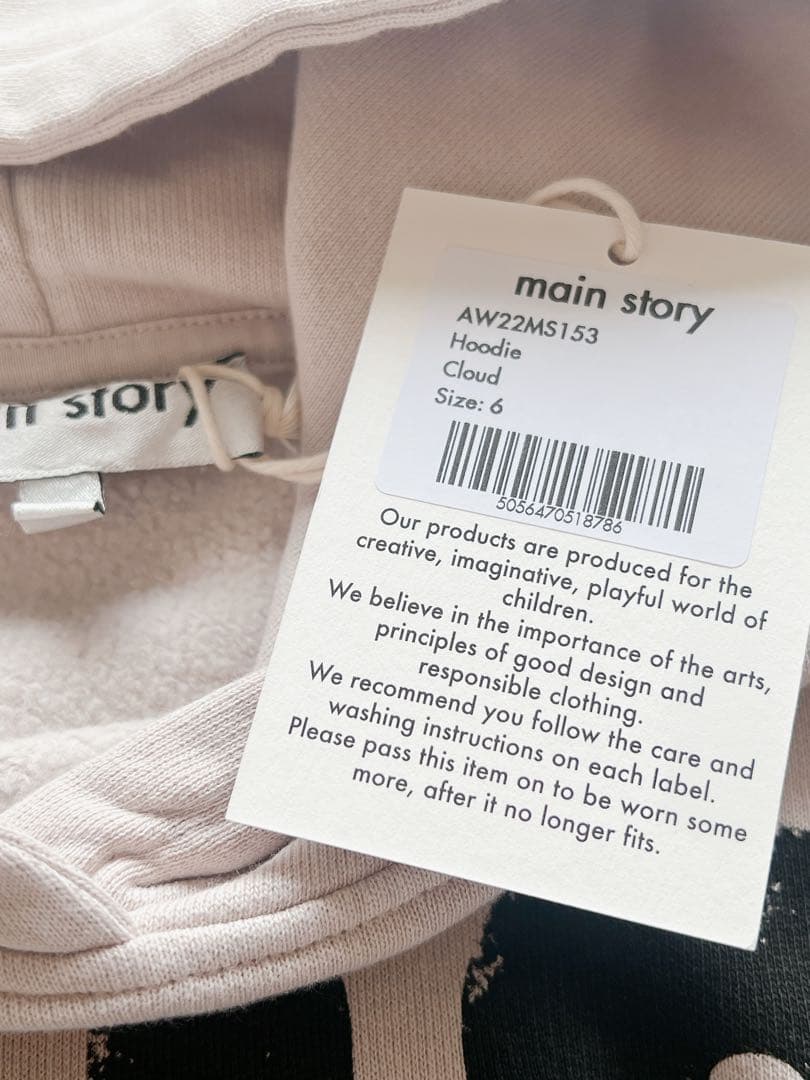 main story
AW22MS153
Hoodie
Cloud
Size: 6
5056470518786
Our products are produced for the
creative, imaginative, playful world of
children.
We believe in the importance of the arts,
principles of good design and
responsible clothing.
We recommend you follow the care and
washing instructions on each label.
Please pass this item on to be worn some
more, after it no longer fits.
story